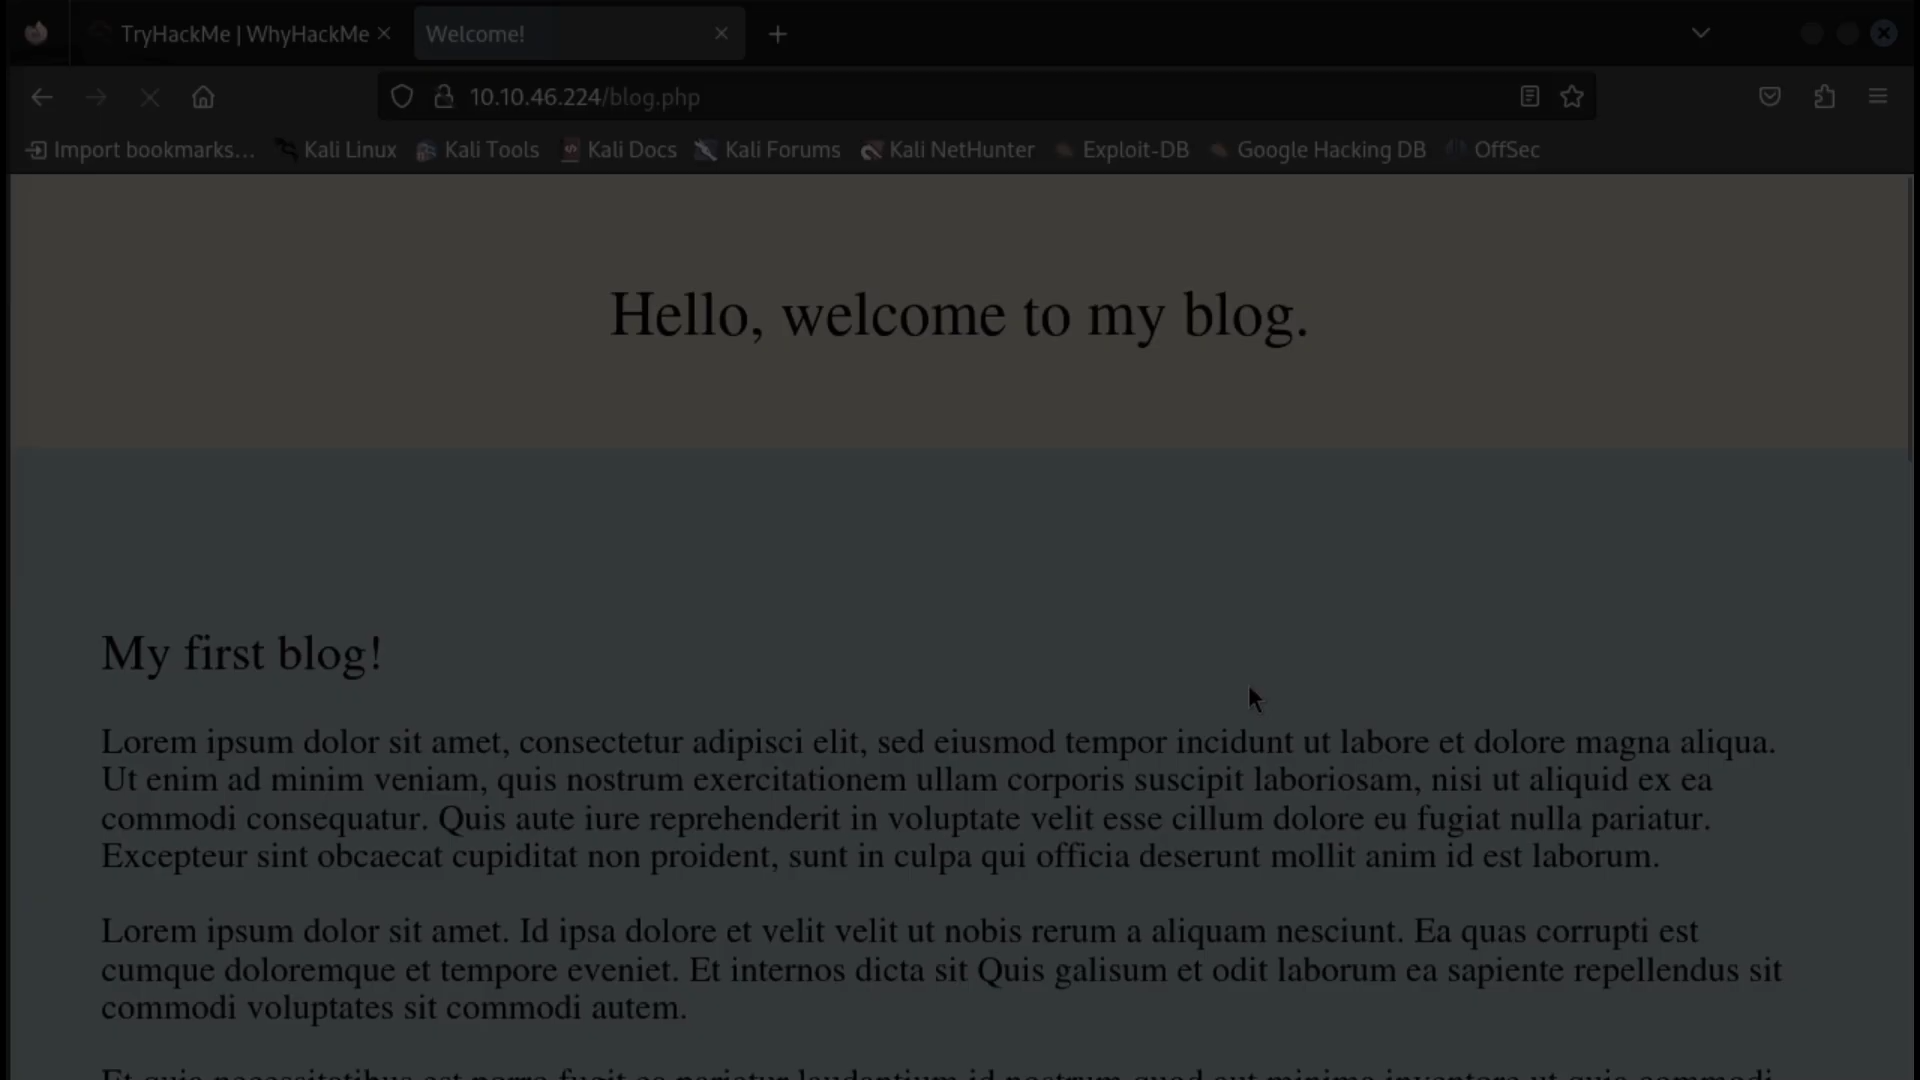 TryHackMe | WhyHackMe
Welcome!
10.10.46.224/blog.php
Import bookmarks... Kali Linux Kali Tools Kali Docs Kali Forums Kali NetHunter Exploit-DB Google Hacking DB OffSec
Hello, welcome to my blog.
My first blog!
Lorem ipsum dolor sit amet, consectetur adipisci elit, sed eiusmod tempor incidunt ut labore et dolore magna aliqua.
Ut enim ad minim veniam, quis nostrum exercitationem ullam corporis suscipit laboriosam, nisi ut aliquid ex ea
commodi consequatur. Quis aute iure reprehenderit in voluptate velit esse cillum dolore eu fugiat nulla pariatur.
Excepteur sint obcaecat cupiditat non proident, sunt in culpa qui officia deserunt mollit anim id est laborum.
Lorem ipsum dolor sit amet. Id ipsa dolore et velit velit ut nobis rerum a aliquam nesciunt. Ea quas corrupti est
cumque doloremque et tempore eveniet. Et internos dicta sit Quis galisum et odit laborum ea sapiente repellendus sit
commodi voluptates sit commodi autem.